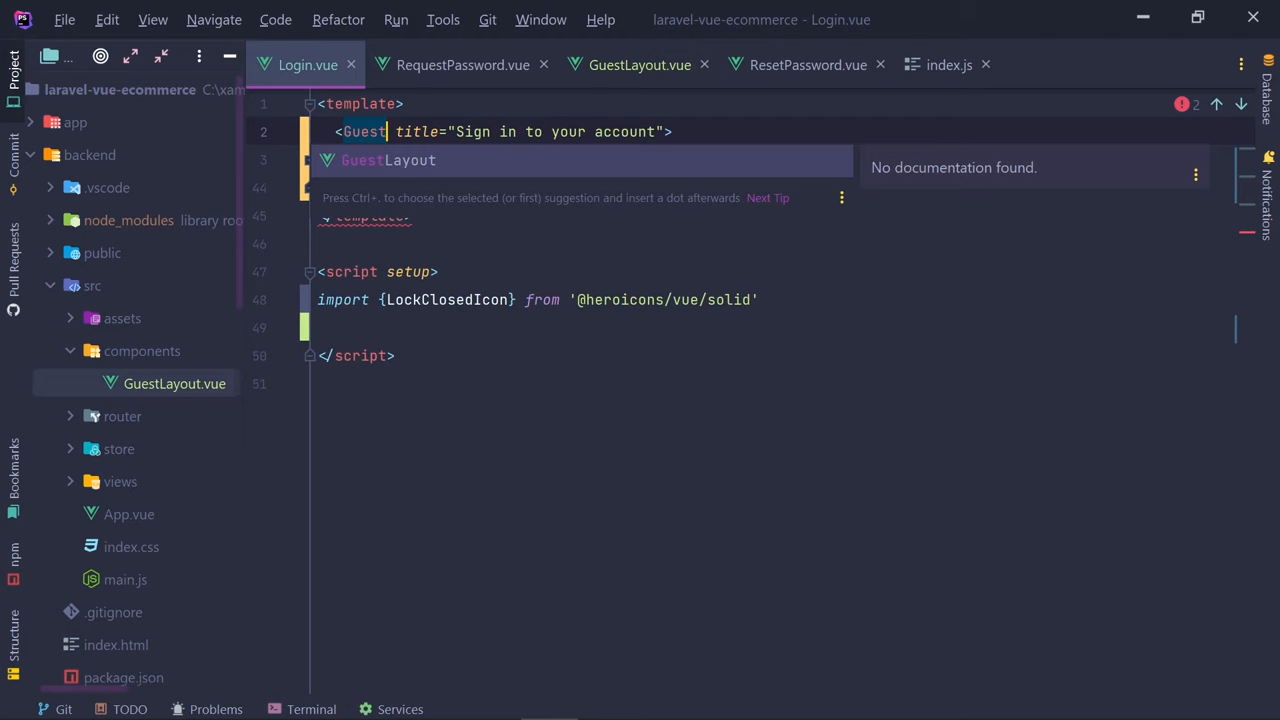 File Edit View Navigate Code Refactor Run Tools Git Window Help laravel-vue-ecommerce - Login.vue
... Login.vue RequestPassword.vue GuestLayout.vue ResetPassword.vue index.js
Project
Commit
Pull Requests
Bookmarks
npm
Structure
laravel-vue-ecommerce C:\xam
app
backend
.vscode
node_modules library roo
public
src
assets
components
GuestLayout.vue
router
store
views
App.vue
index.css
main.js
.gitignore
index.html
package.json
1 <template>
2 <Guest title="Sign in to your account">
3 GuestLayout
44 Press Ctrl+. to choose the selected (or first) suggestion and insert a dot afterwards Next Tip
45
46
47 <script setup>
48 import {LockClosedIcon} from '@heroicons/vue/solid'
49
50 </script>
51
2
No documentation found.
Database
Notifications
Git TODO Problems Terminal Services